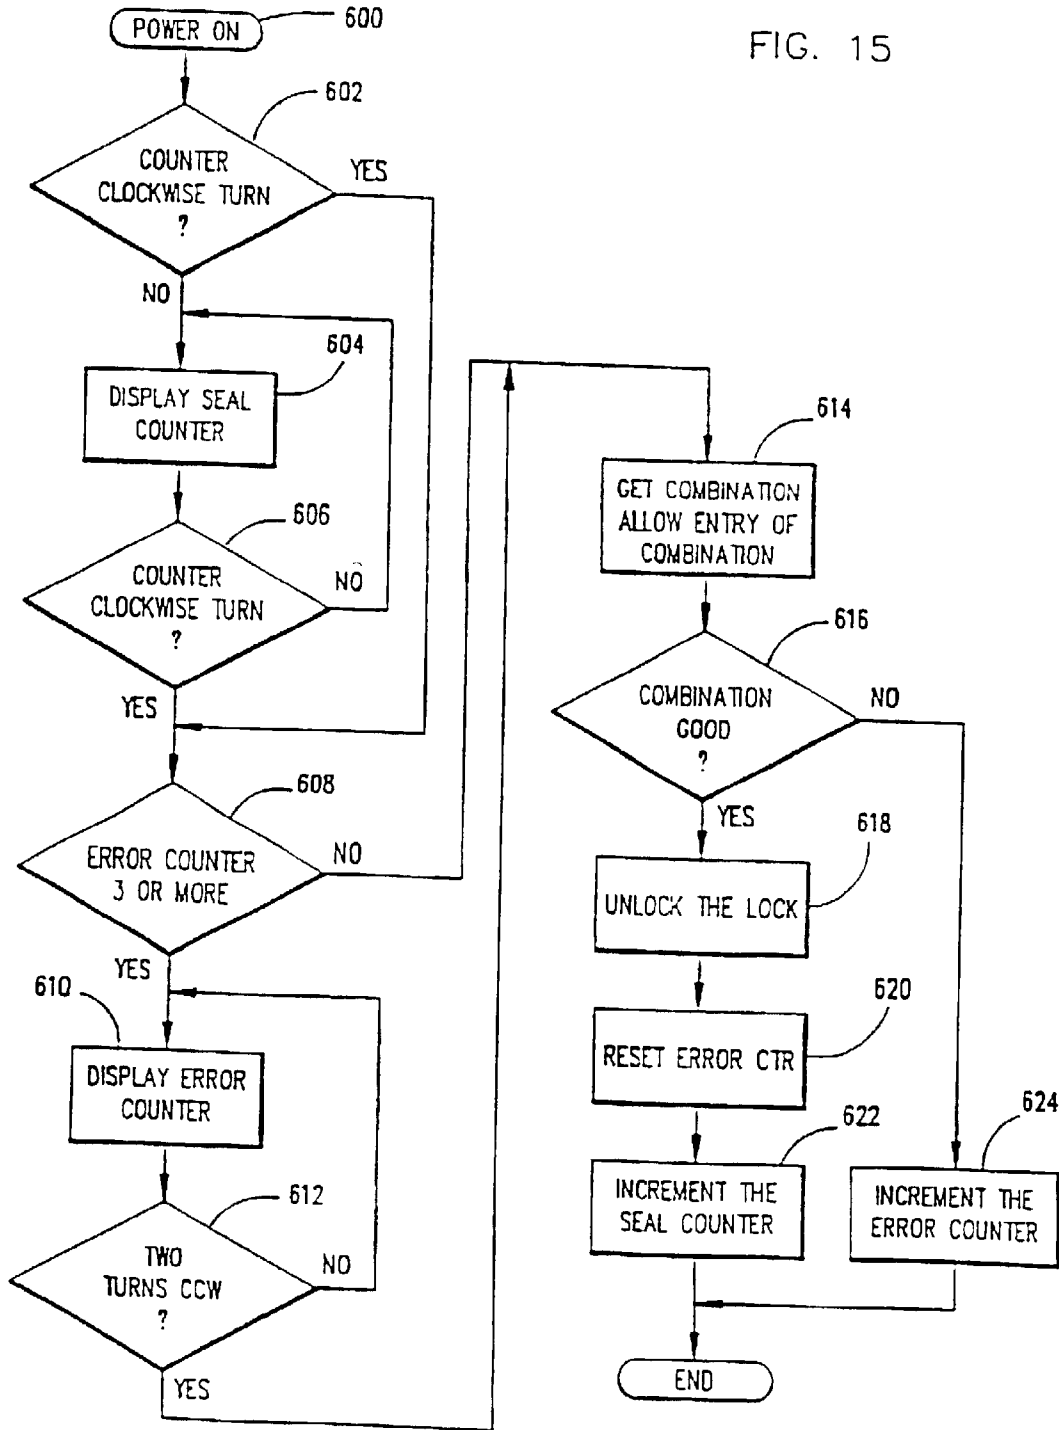 POWER ON
600
FIG. 15
602
COUNTER
CLOCKWISE TURN
?
YES
NO
604
DISPLAY SEAL
COUNTER
606
COUNTER
CLOCKWISE TURN
?
NO
YES
608
ERROR COUNTER
3 OR MORE
NO
YES
610
DISPLAY ERROR
COUNTER
612
TWO
TURNS CCW
?
NO
YES
614
GET COMBINATION
ALLOW ENTRY OF
COMBINATION
616
COMBINATION
GOOD
?
NO
YES
618
UNLOCK THE LOCK
620
RESET ERROR CTR
622
INCREMENT THE
SEAL COUNTER
624
INCREMENT THE
ERROR COUNTER
END